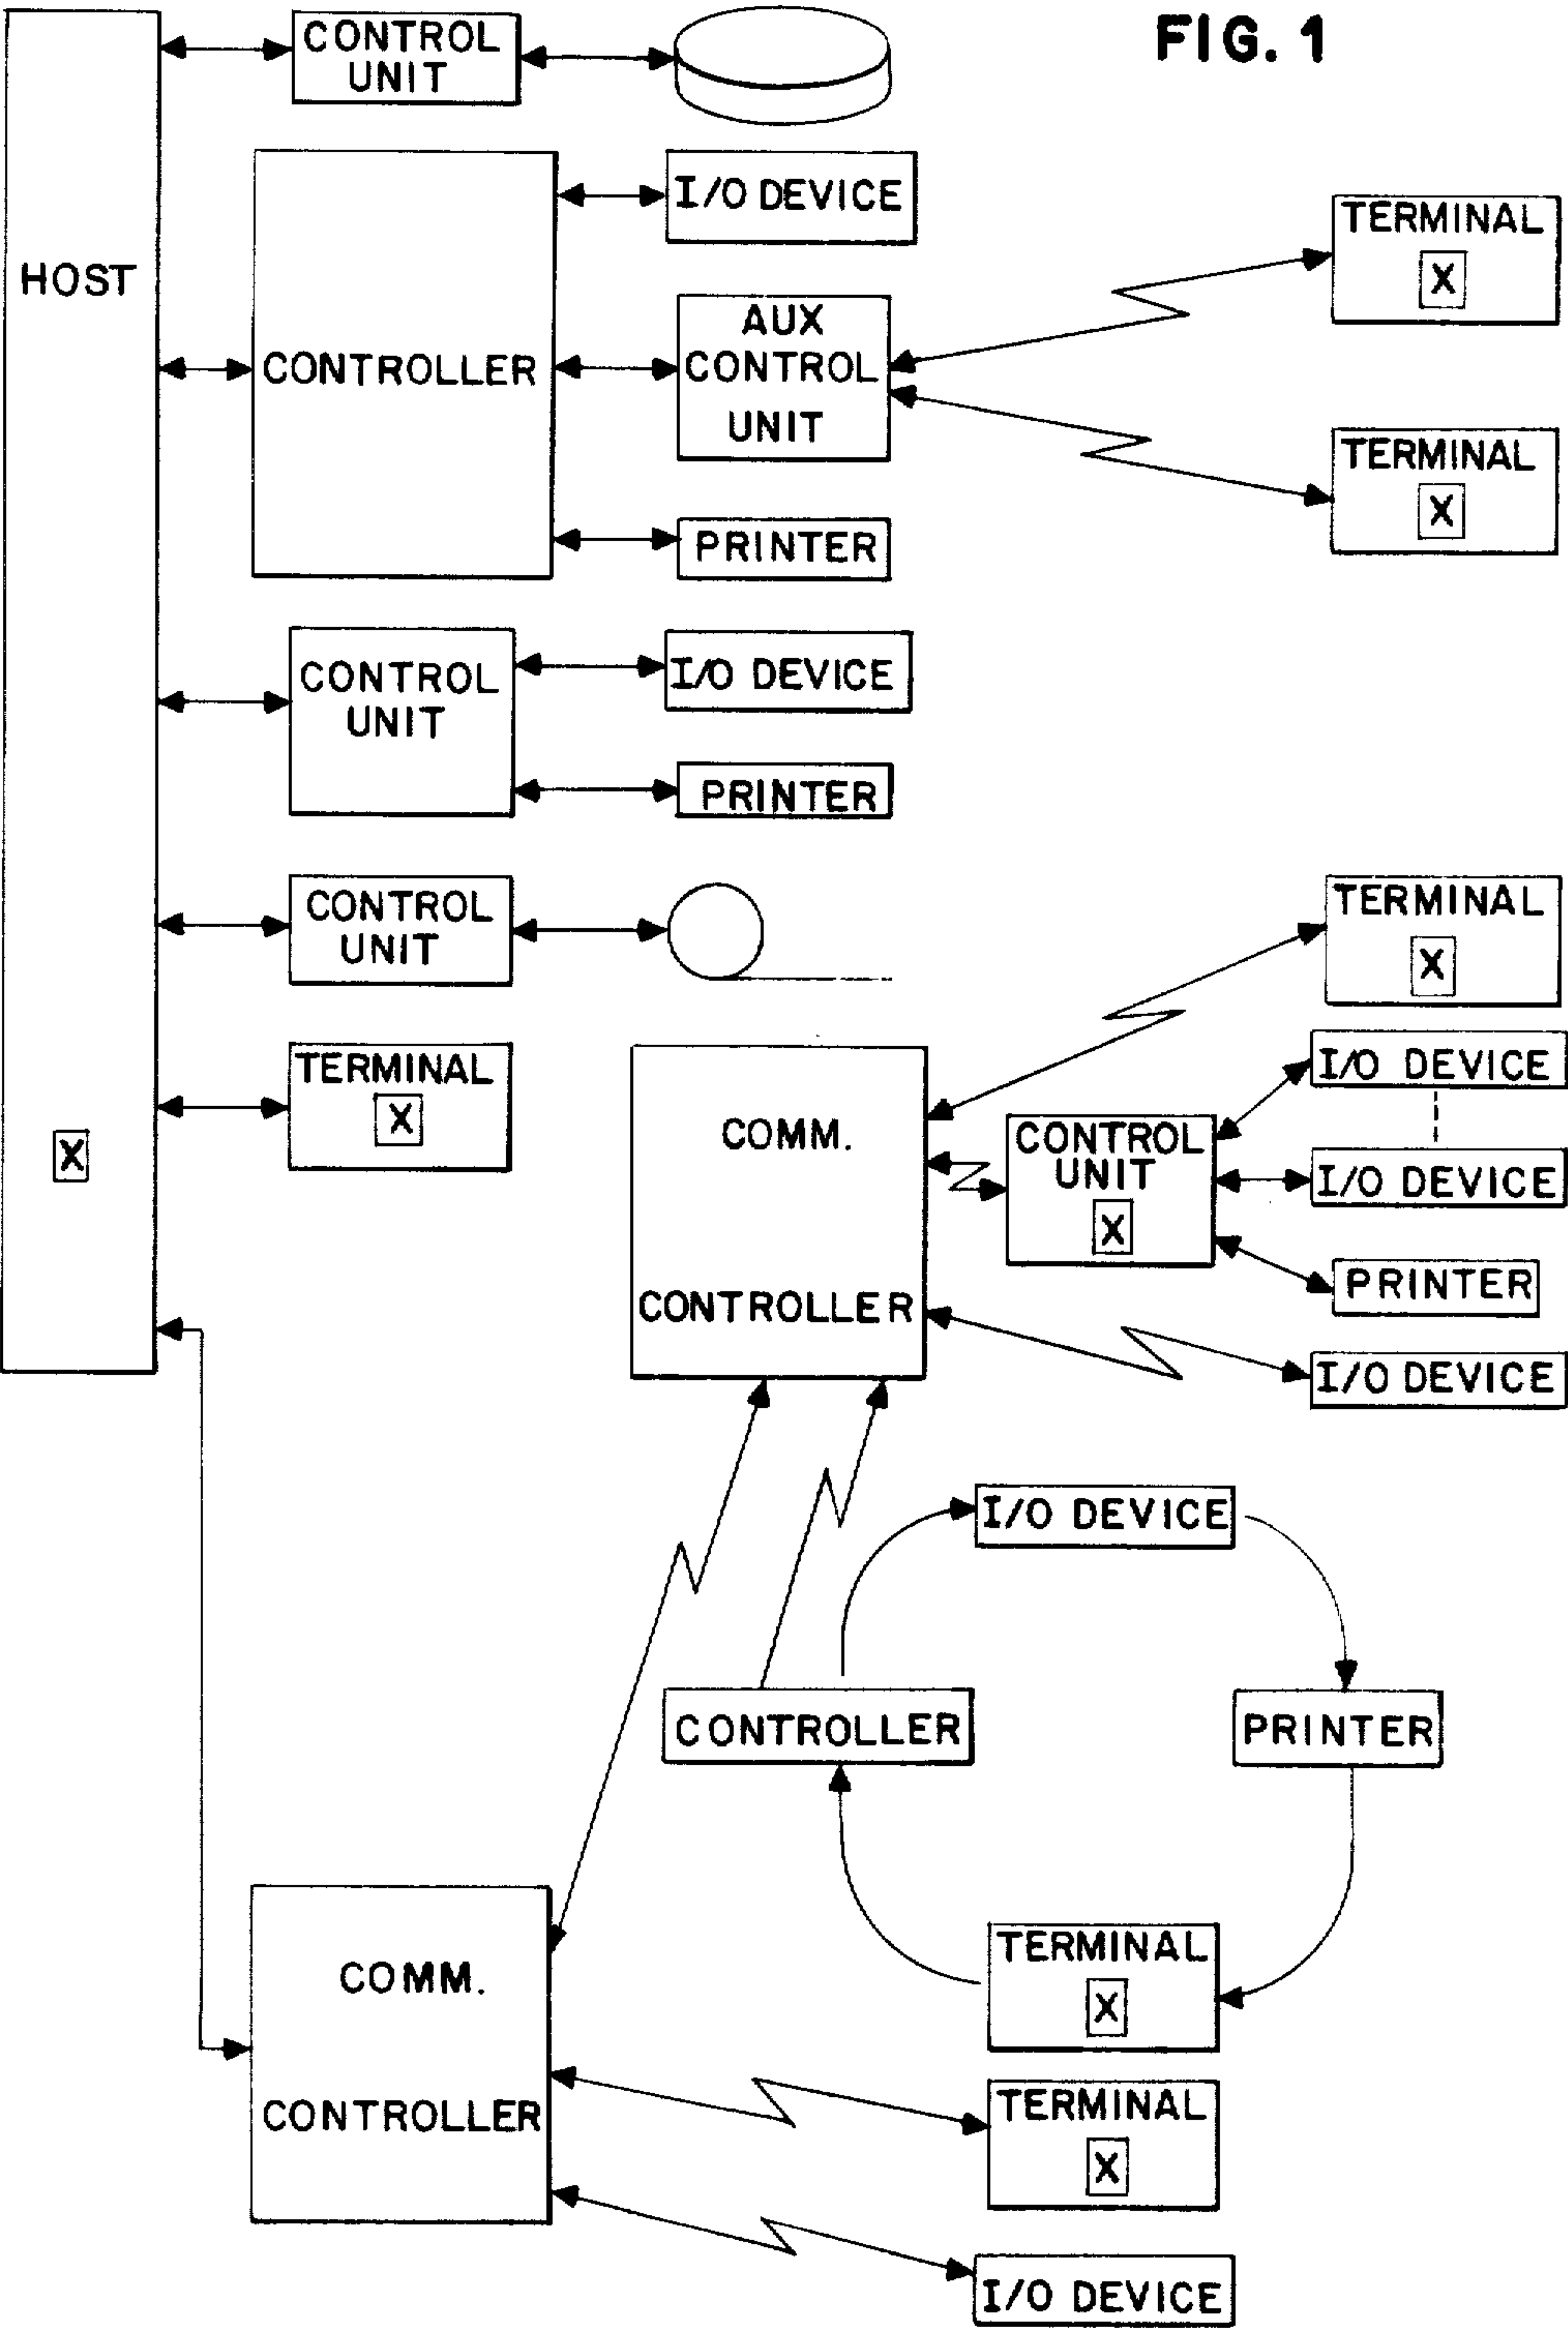 FIG. 1
CONTROL
UNIT
HOST
X
CONTROLLER
I/O DEVICE
AUX
CONTROL
UNIT
PRINTER
TERMINAL
X
TERMINAL
X
CONTROL
UNIT
I/O DEVICE
PRINTER
CONTROL
UNIT
TERMINAL
X
COMM.
CONTROLLER
TERMINAL
X
CONTROL
UNIT
X
I/O DEVICE
I/O DEVICE
PRINTER
I/O DEVICE
I/O DEVICE
CONTROLLER
PRINTER
TERMINAL
X
COMM.
CONTROLLER
TERMINAL
X
I/O DEVICE